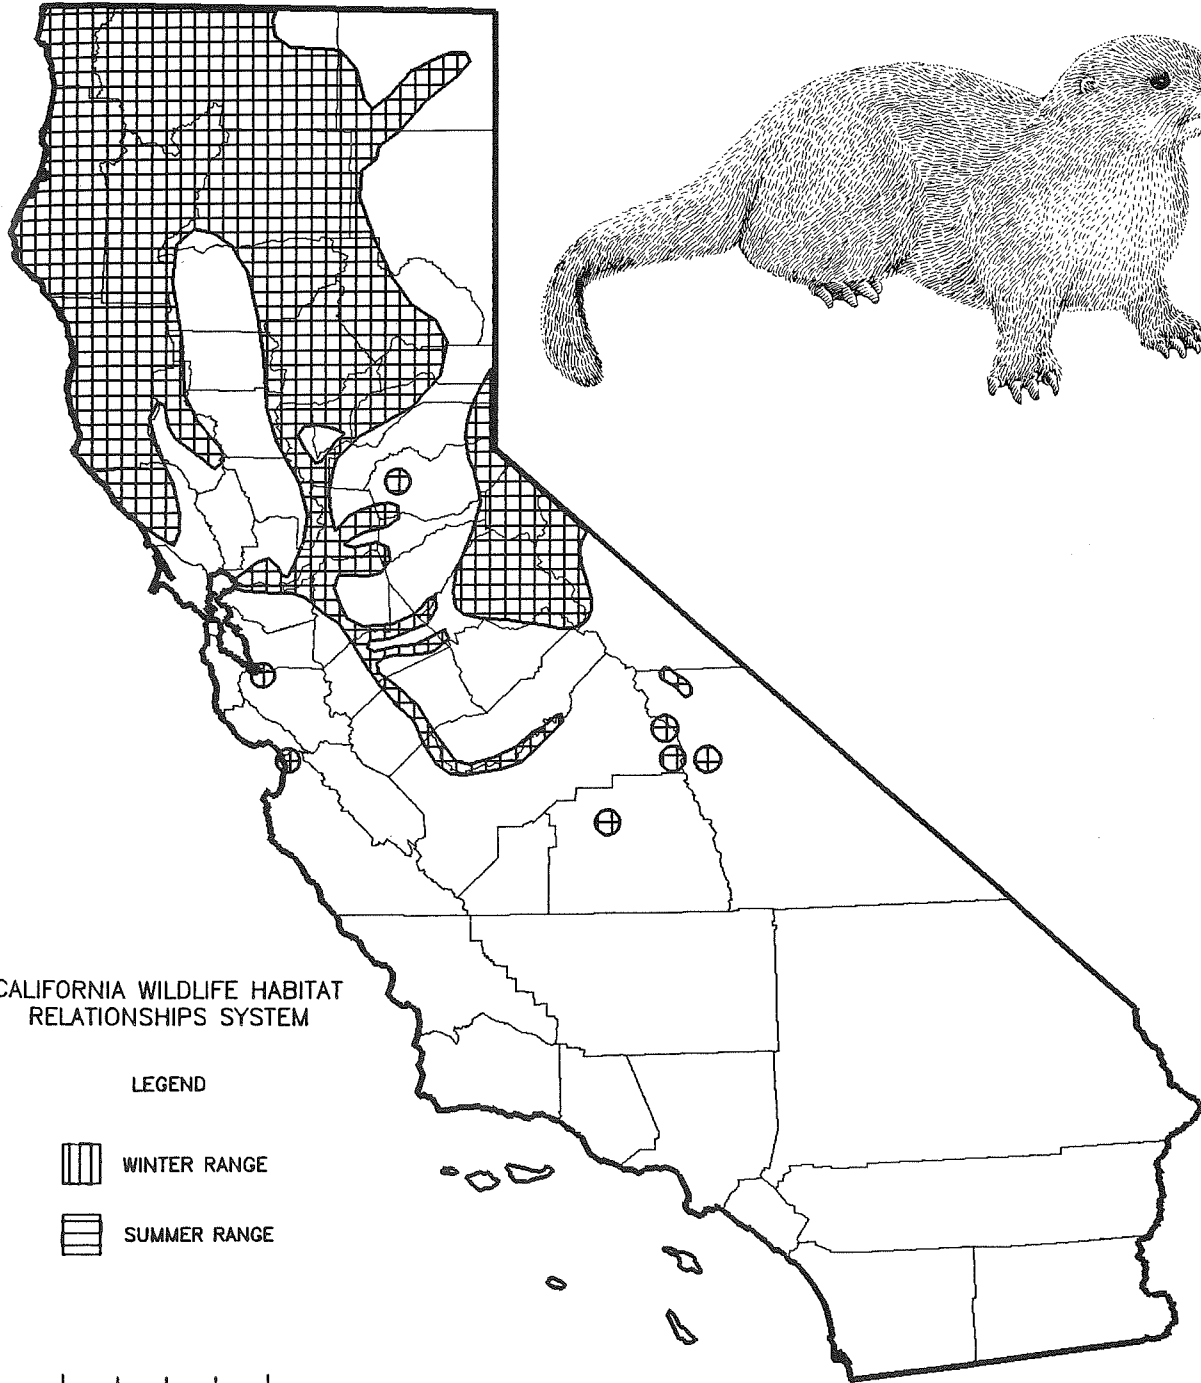 CALIFORNIA WILDLIFE HABITAT
RELATIONSHIPS SYSTEM
LEGEND
WINTER RANGE
SUMMER RANGE